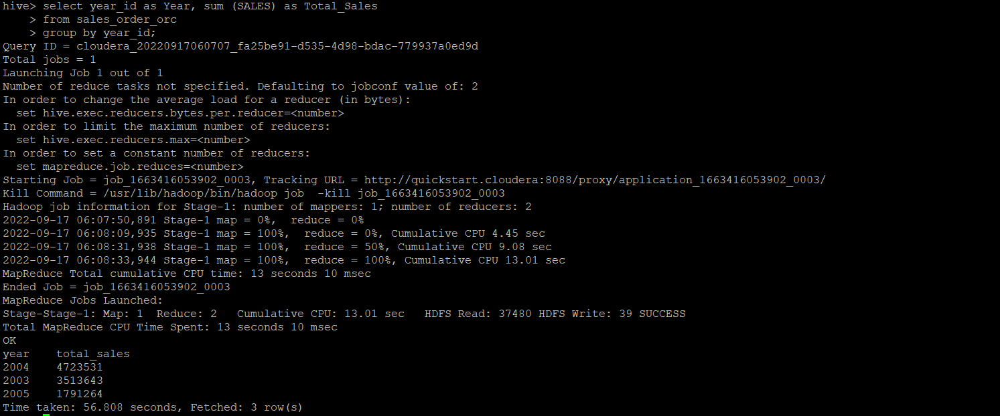 hive> select year_id as Year, sum (SALES) as Total_Sales
    > from sales_order_orc
    > group by year_id;
Query ID = cloudera_20220917060707_fa25be91-d535-4d98-bdac-779937a0ed9d
Total jobs = 1
Launching Job 1 out of 1
Number of reduce tasks not specified. Defaulting to jobconf value of: 2
In order to change the average load for a reducer (in bytes):
  set hive.exec.reducers.bytes.per.reducer=<number>
In order to limit the maximum number of reducers:
  set hive.exec.reducers.max=<number>
In order to set a constant number of reducers:
  set mapreduce.job.reduces=<number>
Starting Job = job_1663416053902_0003, Tracking URL = http://quickstart.cloudera:8088/proxy/application_1663416053902_0003/
Kill Command = /usr/lib/hadoop/bin/hadoop job  -kill job_1663416053902_0003
Hadoop job information for Stage-1: number of mappers: 1; number of reducers: 2
2022-09-17 06:07:50,891 Stage-1 map = 0%,  reduce = 0%
2022-09-17 06:08:09,935 Stage-1 map = 100%,  reduce = 0%, Cumulative CPU 4.45 sec
2022-09-17 06:08:31,938 Stage-1 map = 100%,  reduce = 50%, Cumulative CPU 9.08 sec
2022-09-17 06:08:33,944 Stage-1 map = 100%,  reduce = 100%, Cumulative CPU 13.01 sec
MapReduce Total cumulative CPU time: 13 seconds 10 msec
Ended Job = job_1663416053902_0003
MapReduce Jobs Launched:
Stage-Stage-1: Map: 1  Reduce: 2   Cumulative CPU: 13.01 sec   HDFS Read: 37480 HDFS Write: 39 SUCCESS
Total MapReduce CPU Time Spent: 13 seconds 10 msec
OK
year    total_sales
2004    4723531
2003    3513643
2005    1791264
Time taken: 56.808 seconds, Fetched: 3 row(s)